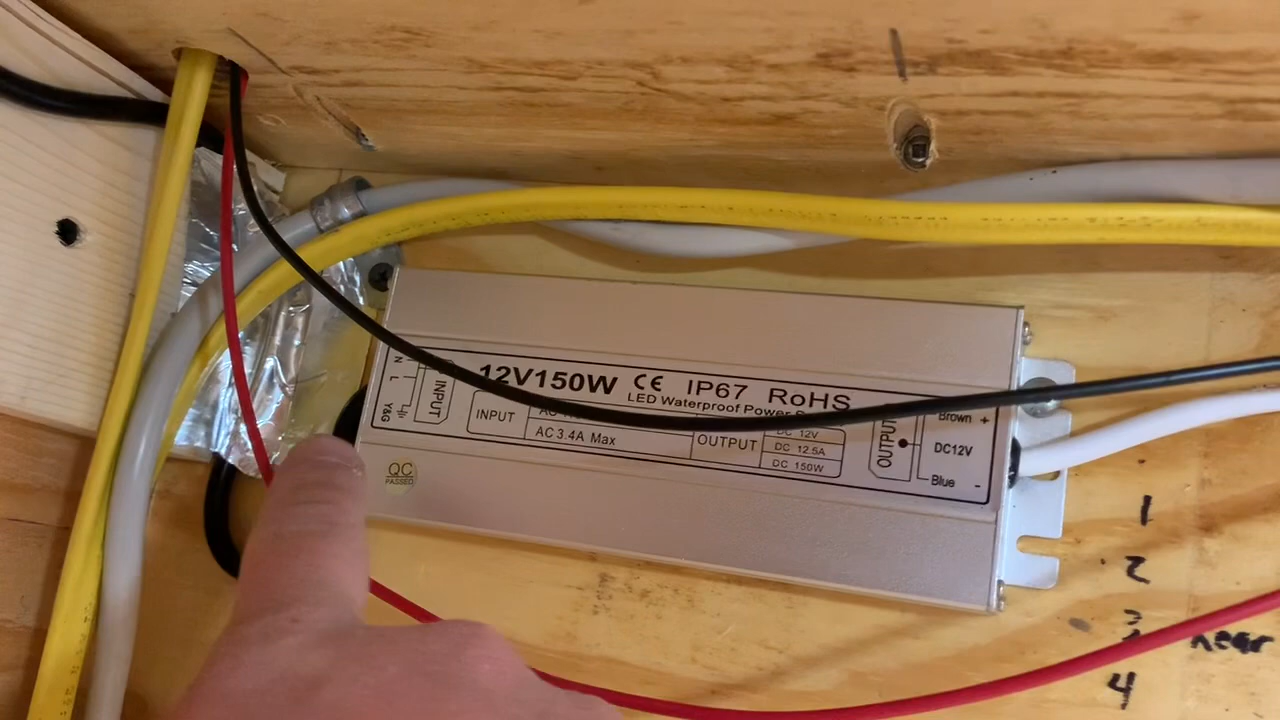 12V150W CE IP67 RoHS
LED Waterproof Power
INPUT
N
L
Y&G
INPUT
AC
AC 3.4A Max
OUTPUT
DC 12V
DC 12.5A
DC 150W
OUTPUT
Brown +
DC12V
Blue -
QC
PASSED
1
2
3
4
Rear